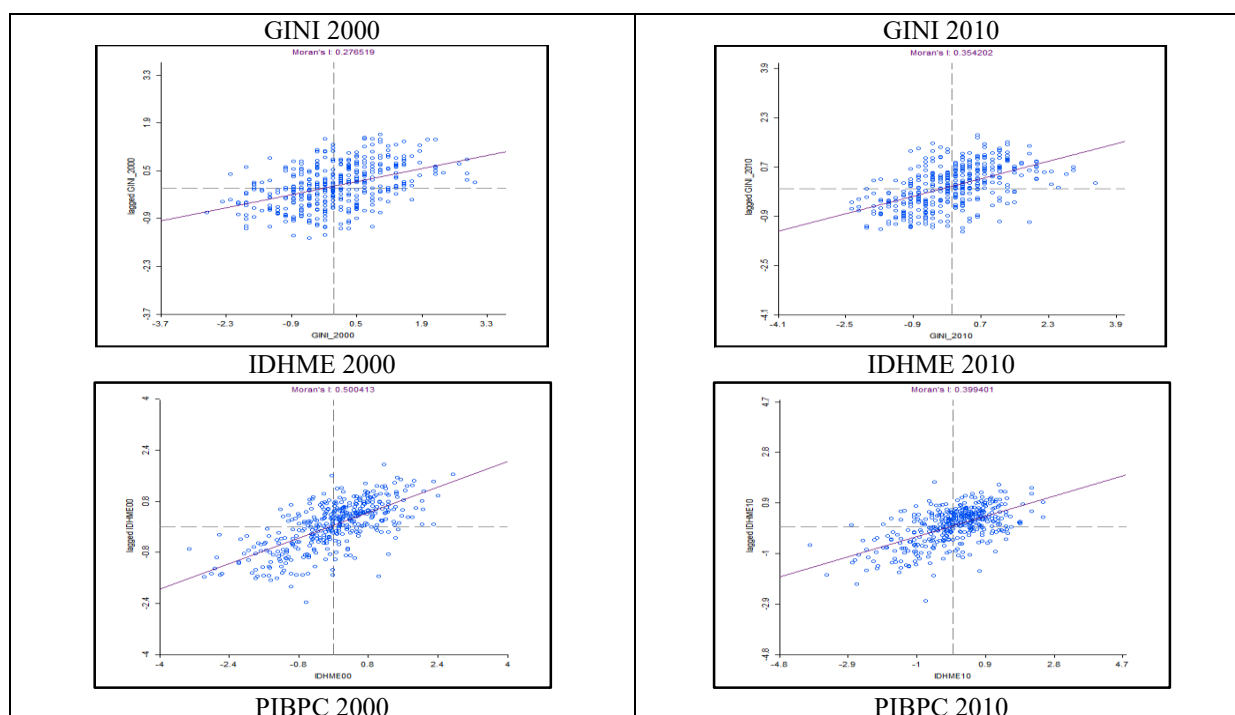 GINI 2000
Moran's I: 0.276519
3.3
1.9
0.5
-0.9
-2.3
-3.7
lagged GINI_2000
-3.7 -2.3 -0.9 0.5 1.9 3.3
GINI_2000
GINI 2010
Moran's I: 0.354202
3.9
2.3
0.7
-0.9
-2.5
-4.1
lagged GINI_2010
-4.1 -2.5 -0.9 0.7 2.3 3.9
GINI_2010
IDHME 2000
Moran's I: 0.500413
4
2.4
0.8
-0.8
-2.4
-4
lagged IDHME00
-4 -2.4 -0.8 0.8 2.4 4
IDHME00
IDHME 2010
Moran's I: 0.399401
4.7
2.8
0.9
-1
-2.9
-4.8
lagged IDHME10
-4.8 -2.9 -1 0.9 2.8 4.7
IDHME10
PIBPC 2000
PIBPC 2010